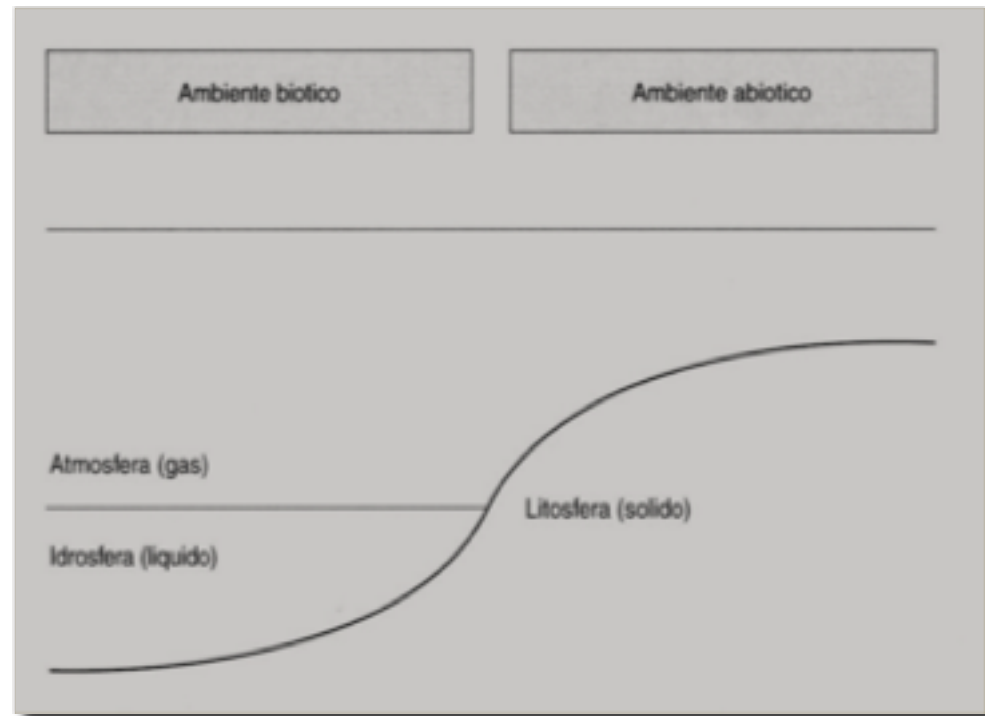 Ambiente biotico
Ambiente abiotico
Atmosfera (gas)
Litosfera (solido)
Idrosfera (liquido)